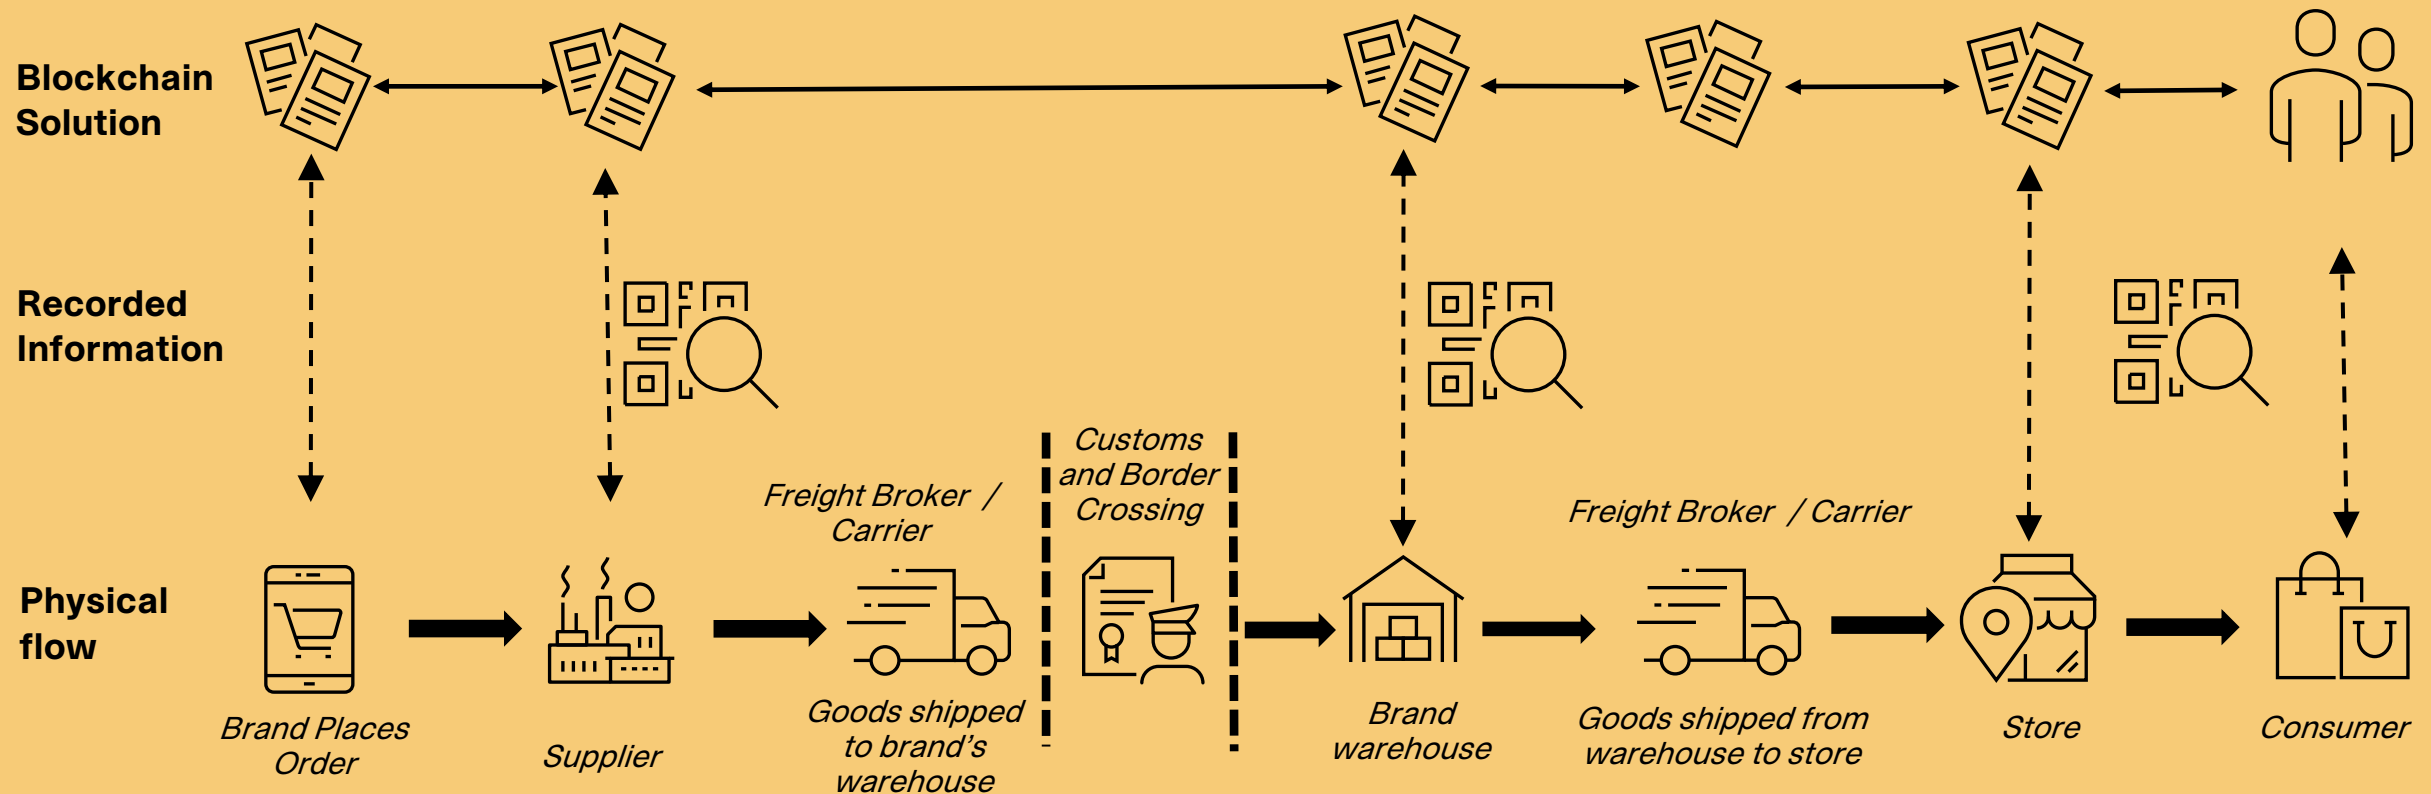 Blockchain
Solution
Recorded
Information
Customs
and Border
Crossing
Freight Broker /
Carrier
Freight Broker / Carrier
Physical
flow
Brand Places
Order
Supplier
Goods shipped
to brand's
warehouse
Brand
warehouse
Goods shipped from
warehouse to store
Store
Consumer